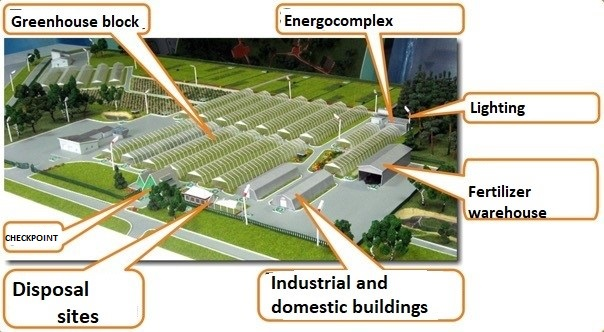 Greenhouse block
Energocomplex
Lighting
Fertilizer
warehouse
CHECKPOINT
Disposal
sites
Industrial and
domestic buildings